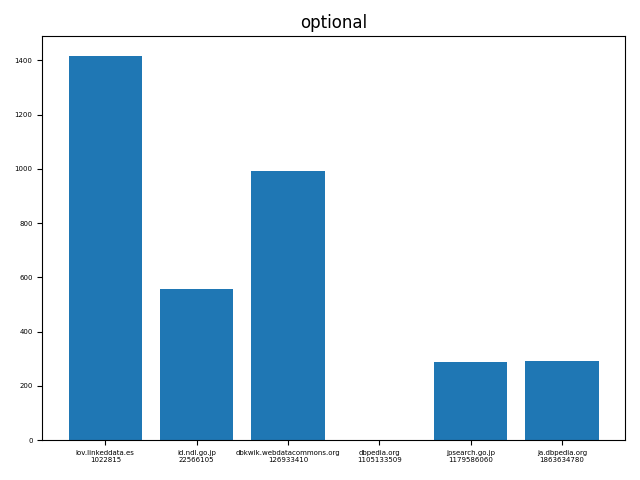 optional
1400
1200
1000
800
600
400
200
0
lov.linkeddata.es ld.ndl.go.jp dbkwik.webdatacommons.org dbpedia.org jpsearch.go.jp ja.dbpedia.org
1022815 22566105 126933410 1105133509 1179586060 1863634780